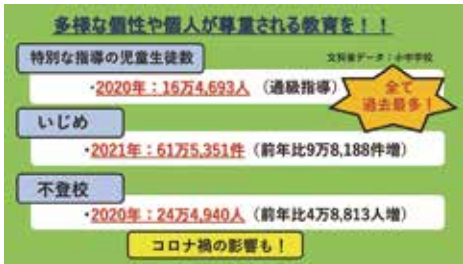 多様な個性や個人が尊重される教育を！！
特別な指導の児童生徒数
文科省データ：小中学校
・2020年：16万4,693人（通級指導）
全て
過去最多！
いじめ
・2021年：61万5,351件（前年比9万8,188件増）
不登校
・2020年：24万4,940人（前年比4万8,813人増）
コロナ禍の影響も！